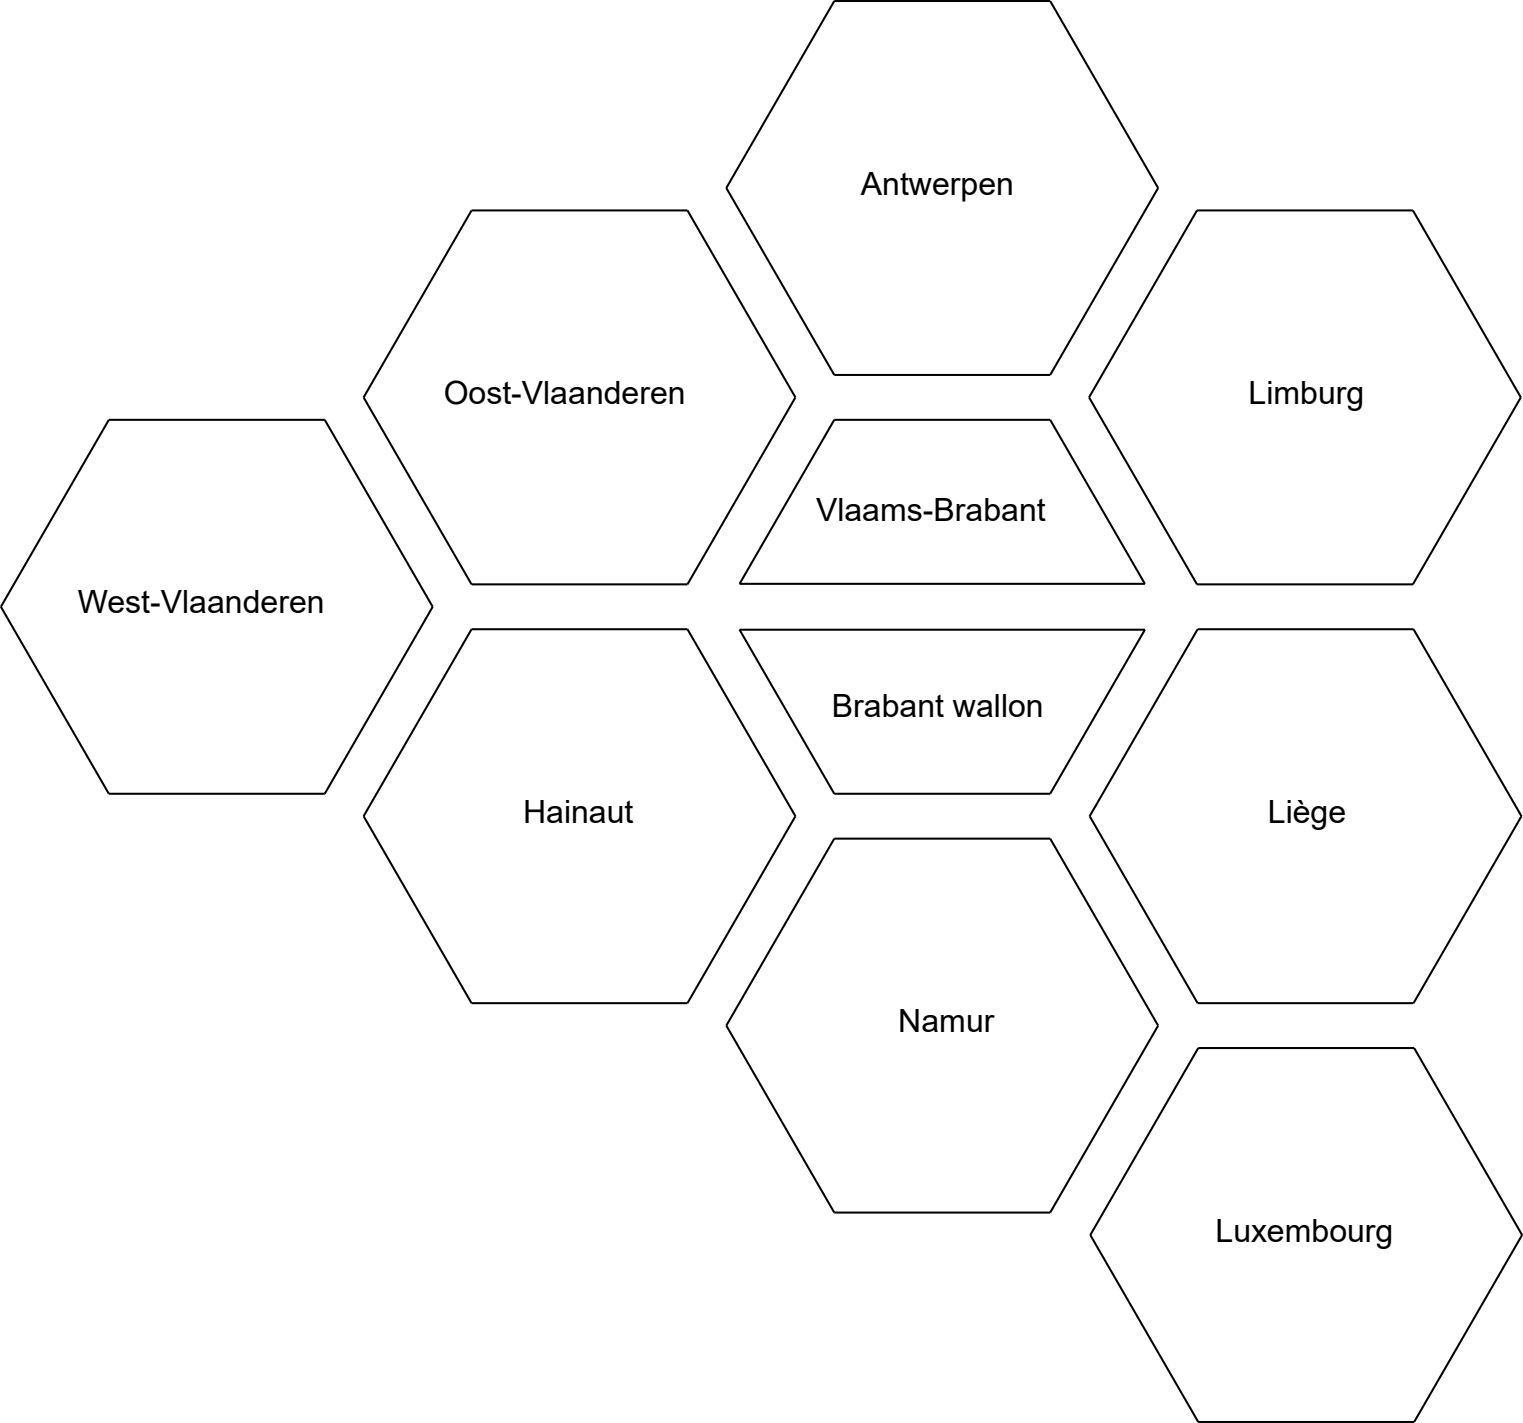 Antwerpen
Oost-Vlaanderen
Limburg
Vlaams-Brabant
West-Vlaanderen
Brabant wallon
Hainaut
Liège
Namur
Luxembourg